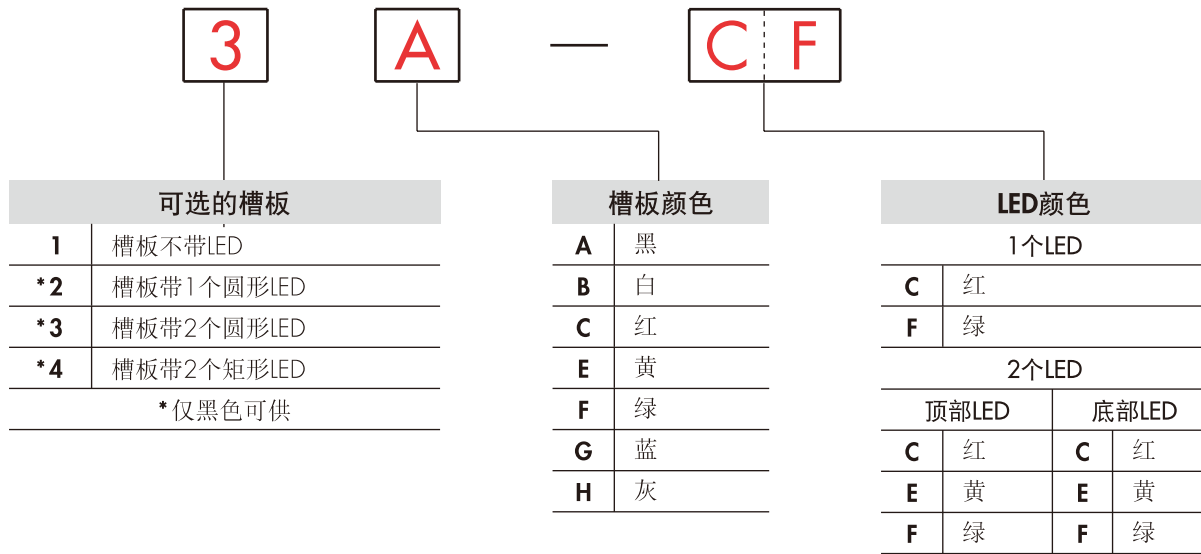 3 A — C F
可选的槽板
1 槽板不带LED
*2 槽板带1个圆形LED
*3 槽板带2个圆形LED
*4 槽板带2个矩形LED
*仅黑色可供
槽板颜色
A 黑
B 白
C 红
E 黄
F 绿
G 蓝
H 灰
LED颜色
1个LED
C 红
F 绿
2个LED
顶部LED 底部LED
C 红 C 红
E 黄 E 黄
F 绿 F 绿